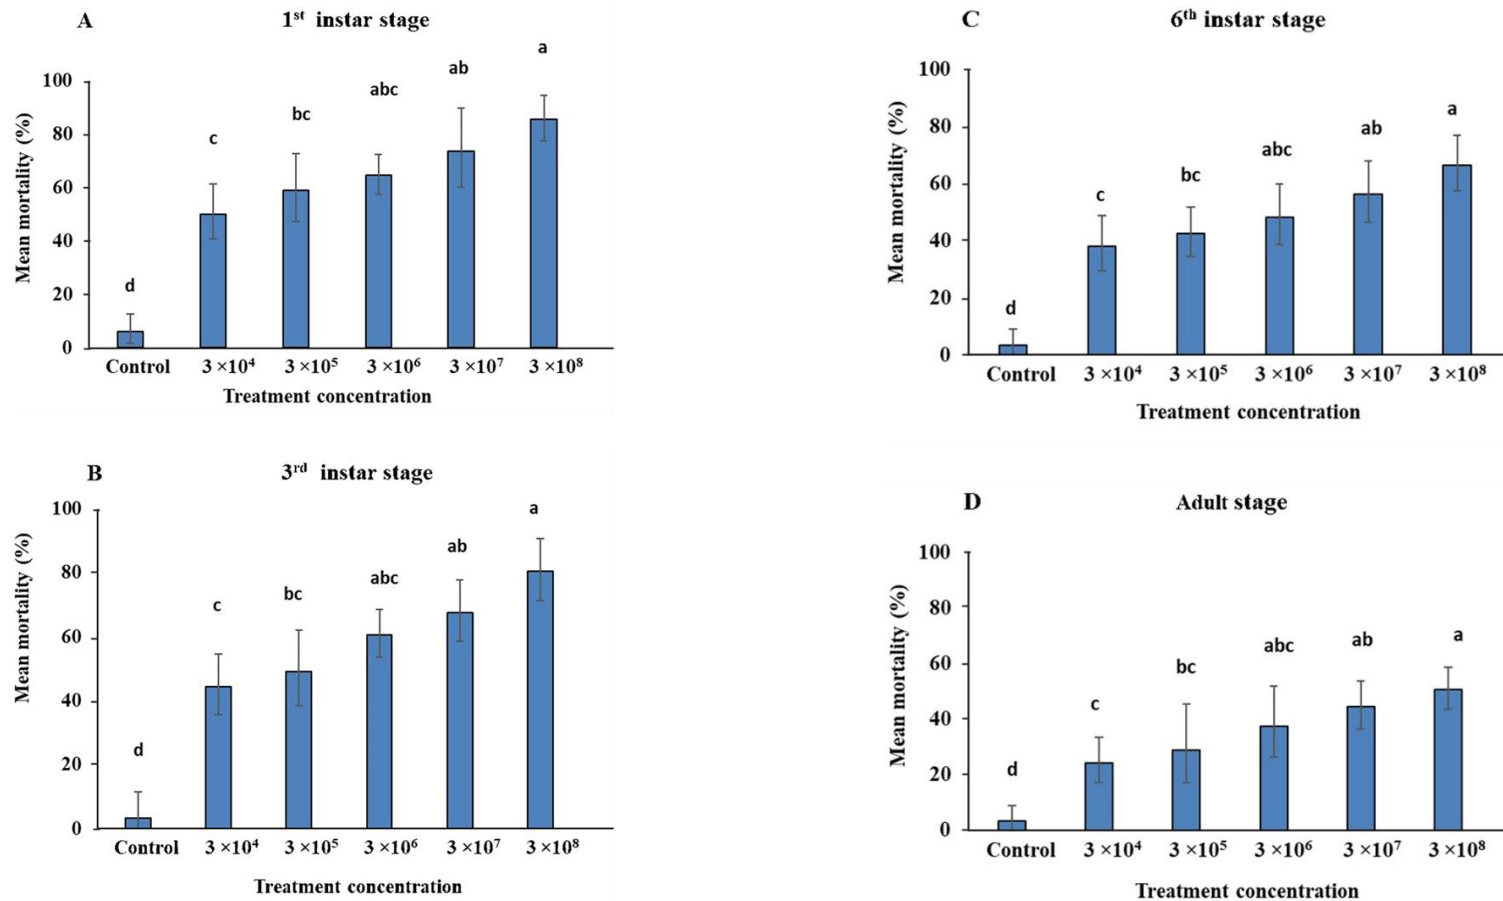 A
1st instar stage
Mean mortality (%)
100
80
60
40
20
0
d
c
bc
abc
ab
a
Control 3 ×10⁴ 3 ×10⁵ 3 ×10⁶ 3 ×10⁷ 3 ×10⁸
Treatment concentration
B
3rd instar stage
Mean mortality (%)
100
80
60
40
20
0
d
c
bc
abc
ab
a
Control 3 ×10⁴ 3 ×10⁵ 3 ×10⁶ 3 ×10⁷ 3 ×10⁸
Treatment concentration
C
6th instar stage
Mean mortality (%)
100
80
60
40
20
0
d
c
bc
abc
ab
a
Control 3 ×10⁴ 3 ×10⁵ 3 ×10⁶ 3 ×10⁷ 3 ×10⁸
Treatment concentration
D
Adult stage
Mean mortality (%)
100
80
60
40
20
0
d
c
bc
abc
ab
a
Control 3 ×10⁴ 3 ×10⁵ 3 ×10⁶ 3 ×10⁷ 3 ×10⁸
Treatment concentration